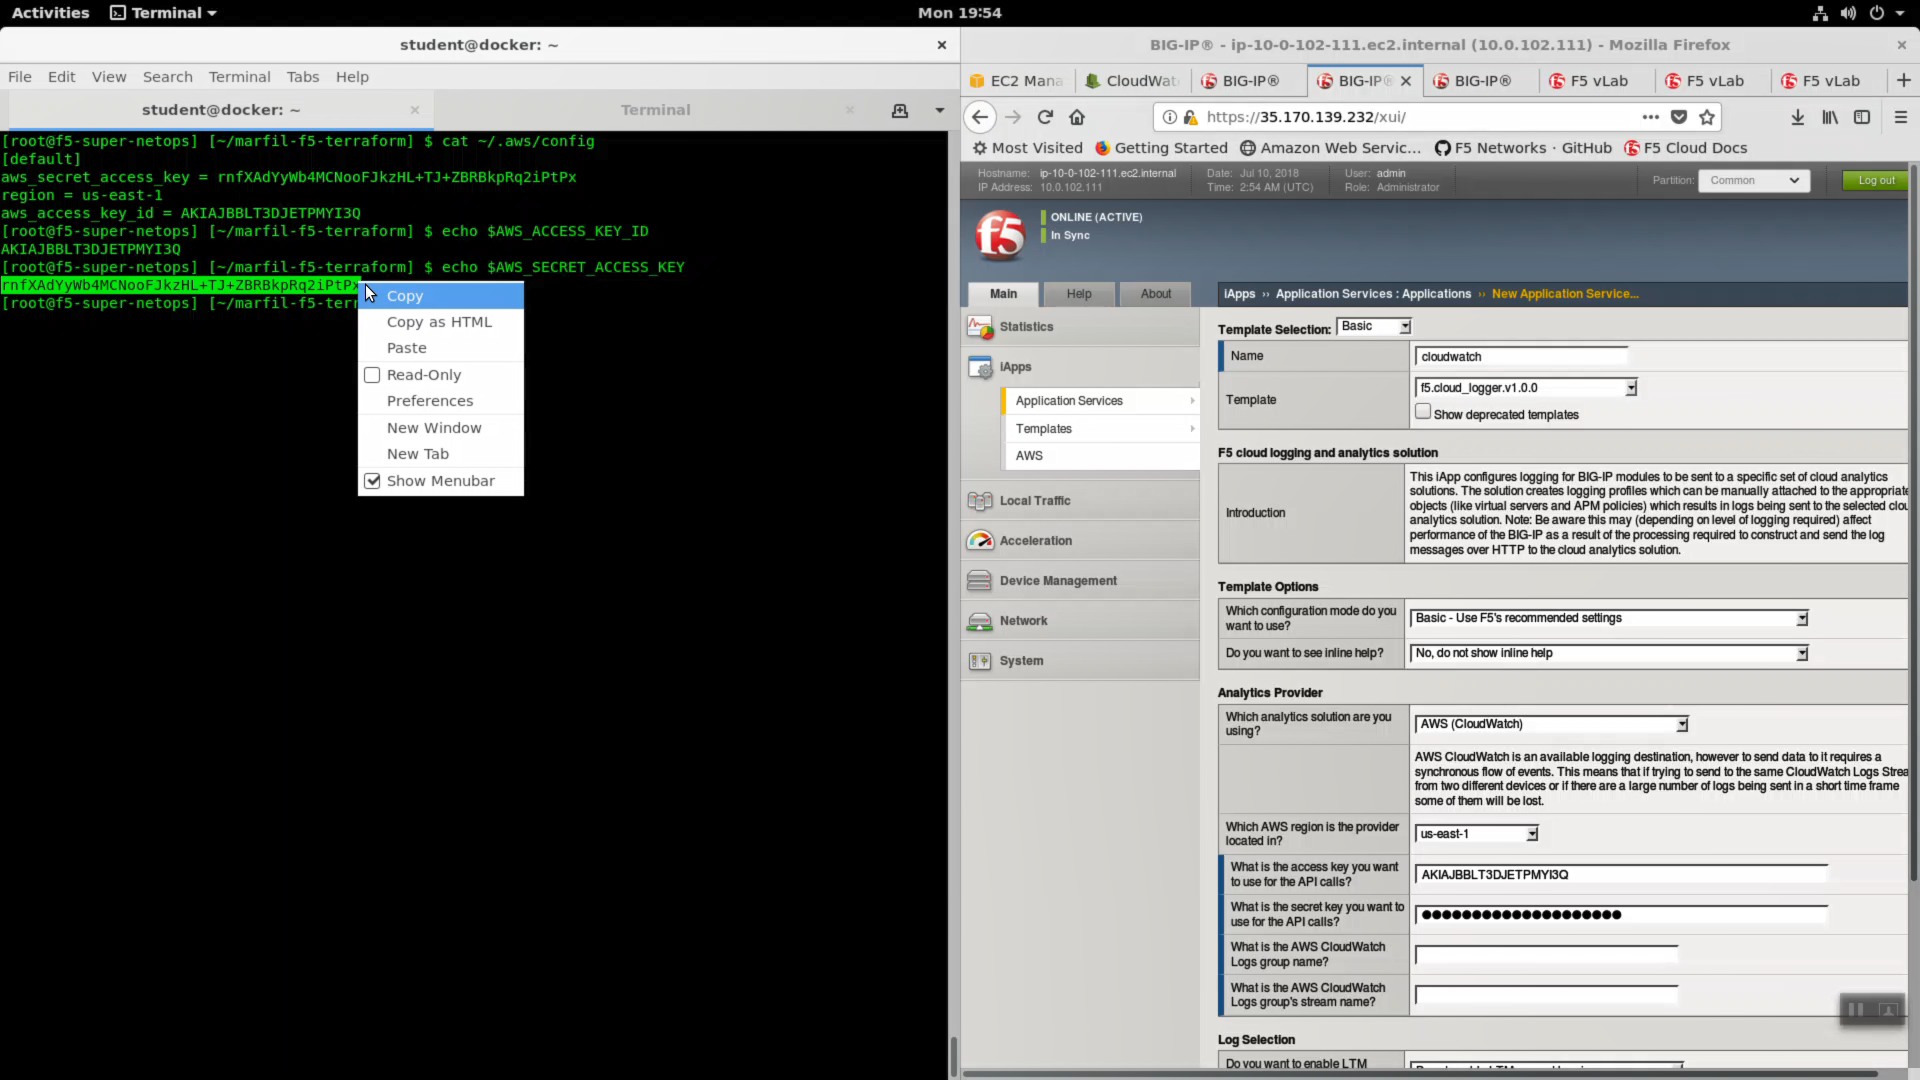 Activities Terminal Mon 19:54
student@docker: ~
File Edit View Search Terminal Tabs Help
student@docker: ~ Terminal
[root@f5-super-netops] [~/marfil-f5-terraform] $ cat ~/.aws/config
[default]
aws_secret_access_key = rnfXAdYyWb4MCNooFJkzHL+TJ+ZBRBkpRq2iPtPx
region = us-east-1
aws_access_key_id = AKIAJBBLT3DJETPMYI3Q
[root@f5-super-netops] [~/marfil-f5-terraform] $ echo $AWS_ACCESS_KEY_ID
AKIAJBBLT3DJETPMYI3Q
[root@f5-super-netops] [~/marfil-f5-terraform] $ echo $AWS_SECRET_ACCESS_KEY
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
[root@f5-super-netops] [~/marfil-f5-terr
Copy
Copy as HTML
Paste
Read-Only
Preferences
New Window
New Tab
Show Menubar
BIG-IP® - ip-10-0-102-111.ec2.internal (10.0.102.111) - Mozilla Firefox
EC2 Mana CloudWat BIG-IP® BIG-IP® BIG-IP® F5 vLab F5 vLab F5 vLab
https://35.170.139.232/xui/
Most Visited Getting Started Amazon Web Servic... F5 Networks · GitHub F5 Cloud Docs
Hostname: ip-10-0-102-111.ec2.internal Date: Jul 10, 2018 User: admin
IP Address: 10.0.102.111 Time: 2:54 AM (UTC) Role: Administrator
Partition: Common Log out
f5
ONLINE (ACTIVE)
In Sync
Main Help About
Statistics
iApps
Application Services
Templates
AWS
Local Traffic
Acceleration
Device Management
Network
System
iApps ›› Application Services : Applications ›› New Application Service...
Template Selection: Basic
Name cloudwatch
Template f5.cloud_logger.v1.0.0
Show deprecated templates
F5 cloud logging and analytics solution
Introduction
This iApp configures logging for BIG-IP modules to be sent to a specific set of cloud analytics
solutions. The solution creates logging profiles which can be manually attached to the appropriate
objects (like virtual servers and APM policies) which results in logs being sent to the selected clou
analytics solution. Note: Be aware this may (depending on level of logging required) affect
performance of the BIG-IP as a result of the processing required to construct and send the log
messages over HTTP to the cloud analytics solution.
Template Options
Which configuration mode do you
want to use?
Basic - Use F5's recommended settings
Do you want to see inline help? No, do not show inline help
Analytics Provider
Which analytics solution are you
using?
AWS (CloudWatch)
AWS CloudWatch is an available logging destination, however to send data to it requires a
synchronous flow of events. This means that if trying to send to the same CloudWatch Logs Strea
from two different devices or if there are a large number of logs being sent in a short time frame
some of them will be lost.
Which AWS region is the provider
located in?
us-east-1
What is the access key you want
to use for the API calls?
AKIAJBBLT3DJETPMYI3Q
What is the secret key you want to
use for the API calls?
●●●●●●●●●●●●●●●●●●●●
What is the AWS CloudWatch
Logs group name?
What is the AWS CloudWatch
Logs group's stream name?
Log Selection
Do you want to enable LTM